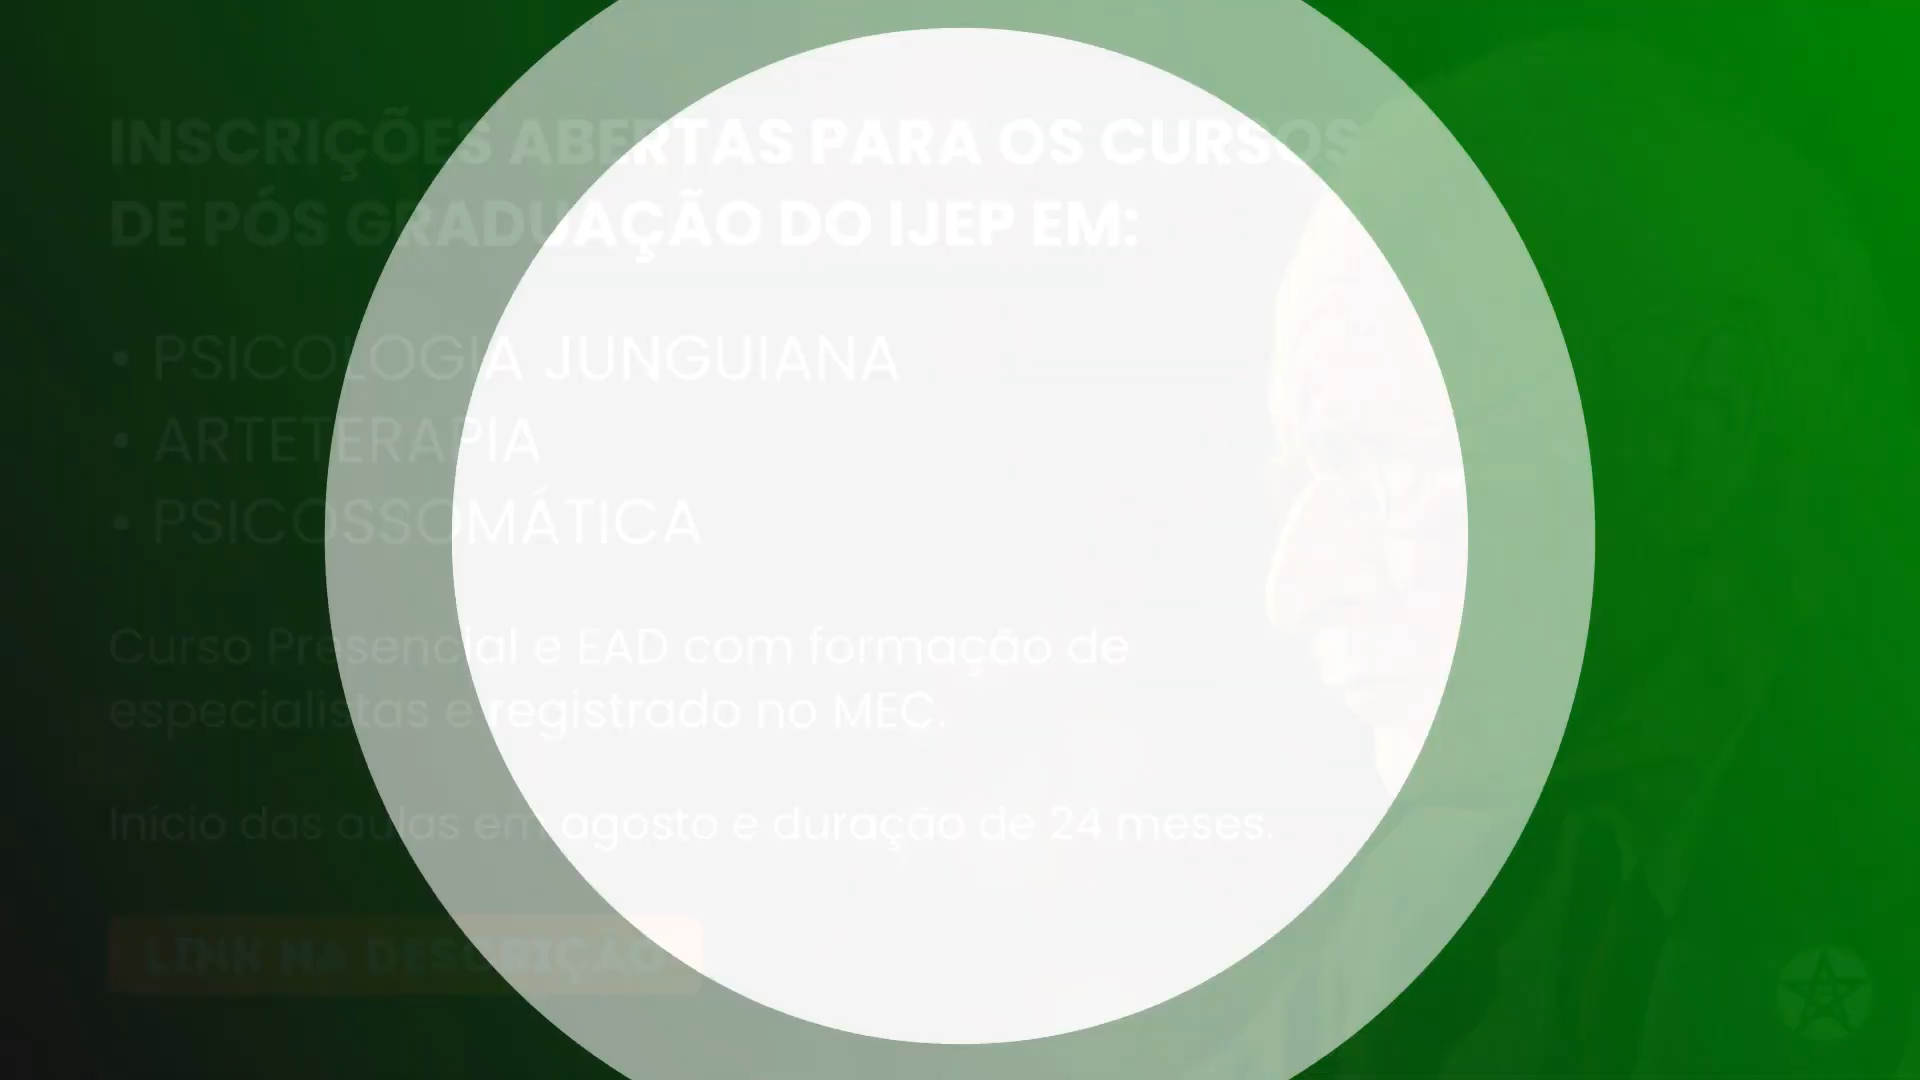 INSCRIÇÕES ABERTAS PARA OS CURSOS
DE PÓS GRADUAÇÃO DO IJEP EM:
• PSICOLOGIA JUNGUIANA
• ARTETERAPIA
• PSICOSSOMÁTICA
Curso Presencial e EAD com formação de
especialistas e registrado no MEC.
Início das aulas em agosto e duração de 24 meses.
LINK NA DESCRIÇÃO